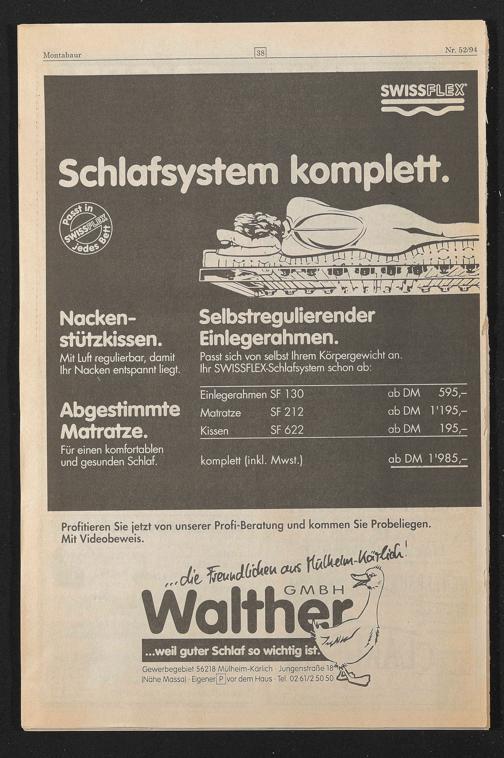 Montabaur
38
Nr. 52/94
SWISSFLEX
Schlafsystem komplett.
Passt in
SWISSFLEX
Jedes Bett
Nacken-
stützkissen.
Mit Luft regulierbar, damit
Ihr Nacken entspannt liegt.
Abgestimmte
Matratze.
Für einen komfortablen
und gesunden Schlaf.
Selbstregulierender
Einlegerahmen.
Passt sich von selbst Ihrem Körpergewicht an.
Ihr SWISSFLEX-Schlafsystem schon ab:
Einlegerahmen SF 130 ab DM 595,–
Matratze SF 212 ab DM 1'195,–
Kissen SF 622 ab DM 195,–
komplett (inkl. Mwst.) ab DM 1'985,–
Profitieren Sie jetzt von unserer Profi-Beratung und kommen Sie Probeliegen.
Mit Videobeweis.
...die Freundlichen aus Mülheim-Kärlich!
GMBH
Walther
...weil guter Schlaf so wichtig ist.
Gewerbegebiet 56218 Mülheim-Kärlich · Jungenstraße 18
(Nähe Massa) · Eigener P vor dem Haus · Tel. 02 61/2 50 50